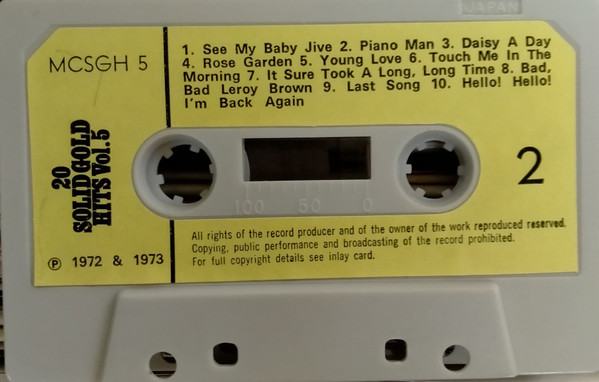 JAPAN
MCSGH 5
1. See My Baby Jive 2. Piano Man 3. Daisy A Day
4. Rose Garden 5. Young Love 6. Touch Me In The
Morning 7. It Sure Took A Long, Long Time 8. Bad,
Bad Leroy Brown 9. Last Song 10. Hello! Hello!
I'm Back Again
20
SOLID GOLD
HITS Vol. 5
100 50 0
2
All rights of the record producer and of the owner of the work reproduced reserved.
Copying, public performance and broadcasting of the record prohibited.
For full copyright details see inlay card.
℗ 1972 & 1973